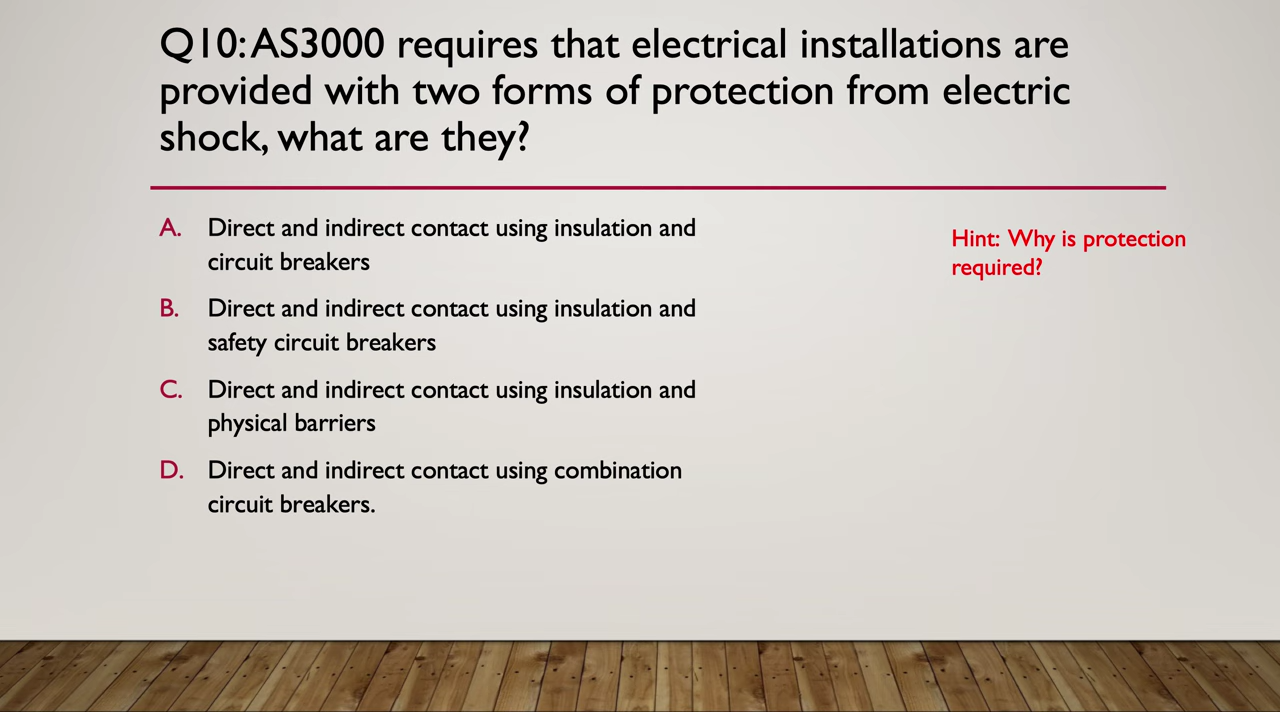 Q10: AS3000 requires that electrical installations are
provided with two forms of protection from electric
shock, what are they?
A. Direct and indirect contact using insulation and
circuit breakers
B. Direct and indirect contact using insulation and
safety circuit breakers
C. Direct and indirect contact using insulation and
physical barriers
D. Direct and indirect contact using combination
circuit breakers.
Hint: Why is protection
required?